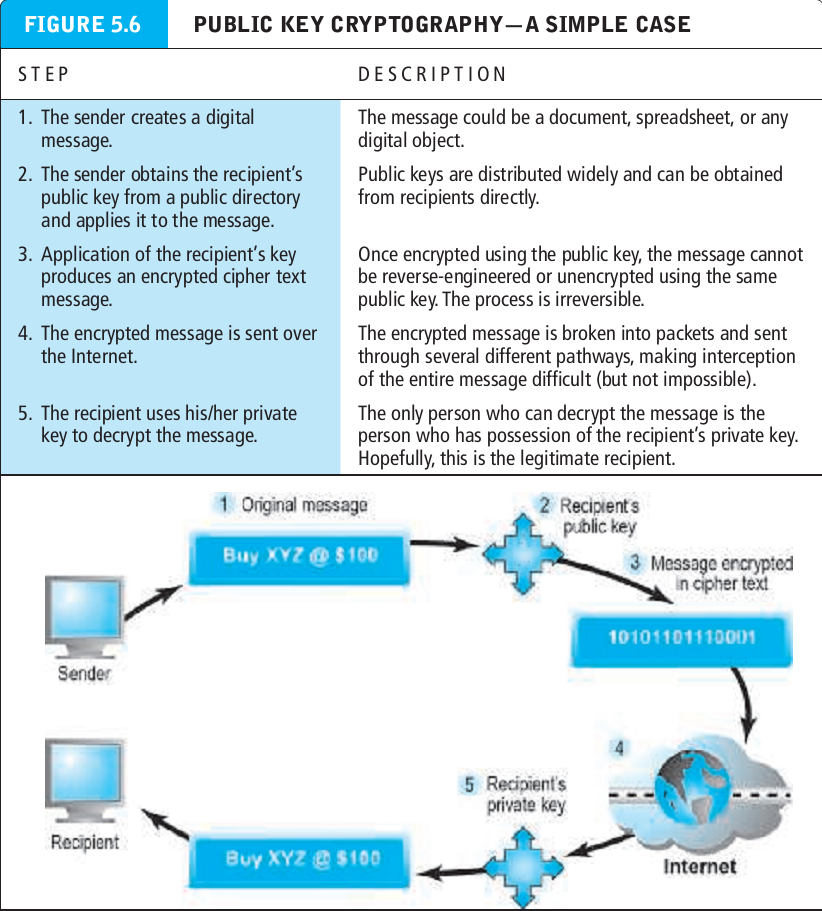 FIGURE 5.6 PUBLIC KEY CRYPTOGRAPHY—A SIMPLE CASE
STEP DESCRIPTION
1. The sender creates a digital
message.
The message could be a document, spreadsheet, or any
digital object.
2. The sender obtains the recipient's
public key from a public directory
and applies it to the message.
Public keys are distributed widely and can be obtained
from recipients directly.
3. Application of the recipient's key
produces an encrypted cipher text
message.
Once encrypted using the public key, the message cannot
be reverse-engineered or unencrypted using the same
public key. The process is irreversible.
4. The encrypted message is sent over
the Internet.
The encrypted message is broken into packets and sent
through several different pathways, making interception
of the entire message difficult (but not impossible).
5. The recipient uses his/her private
key to decrypt the message.
The only person who can decrypt the message is the
person who has possession of the recipient's private key.
Hopefully, this is the legitimate recipient.
1 Original message
Buy XYZ @ $100
2 Recipient's
public key
3 Message encrypted
in cipher text
10101101110001
Sender
4
Internet
5 Recipient's
private key
Buy XYZ @ $100
Recipient